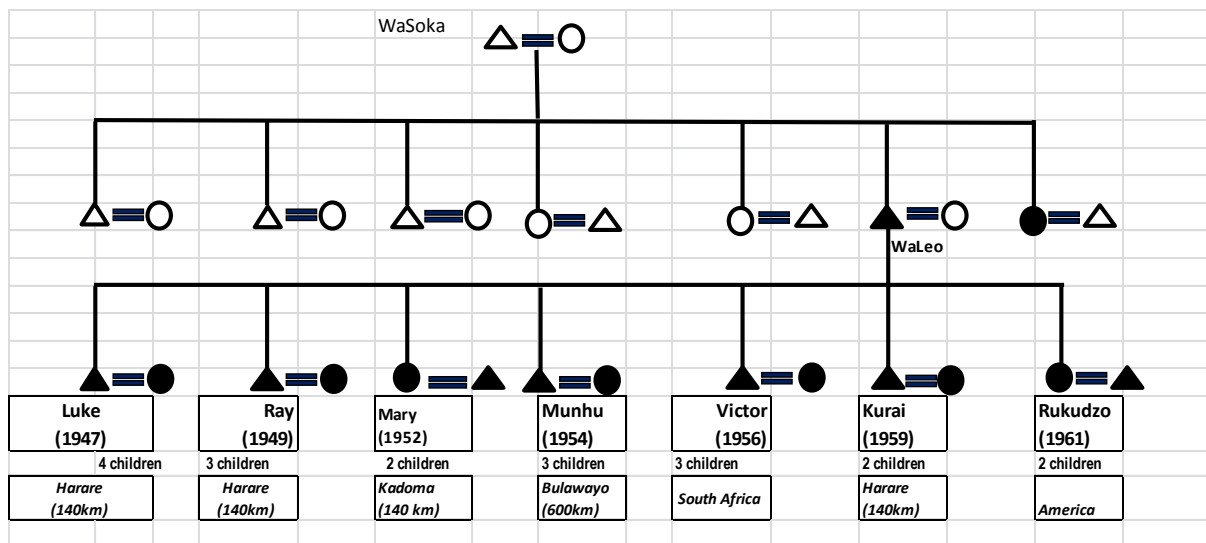 WaSoka
WaLeo
Luke
(1947)
Ray
(1949)
Mary
(1952)
Munhu
(1954)
Victor
(1956)
Kurai
(1959)
Rukudzo
(1961)
4 children
3 children
2 children
3 children
3 children
2 children
2 children
Harare
(140km)
Harare
(140km)
Kadoma
(140 km)
Bulawayo
(600km)
South Africa
Harare
(140km)
America